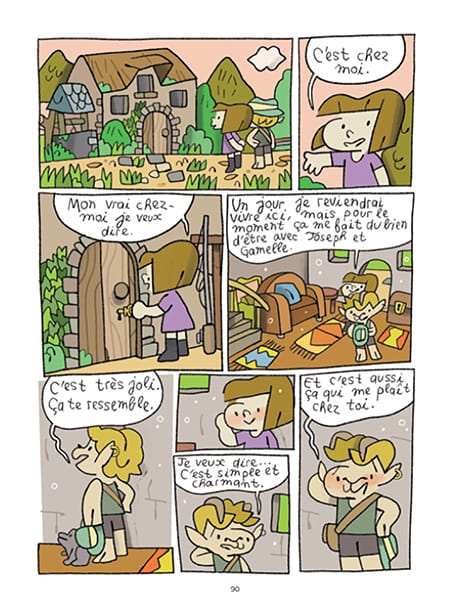 C'est chez
moi.
Mon vrai chez-
moi je veux
dire.
Un jour, je reviendrai
vivre ici, mais pour le
moment ça me fait du bien
d'être avec Joseph et
Gamelle.
C'est très joli.
Ça te ressemble.
Je veux dire...
C'est simple et
charmant.
Et c'est aussi
ça qui me plaît
chez toi.
90